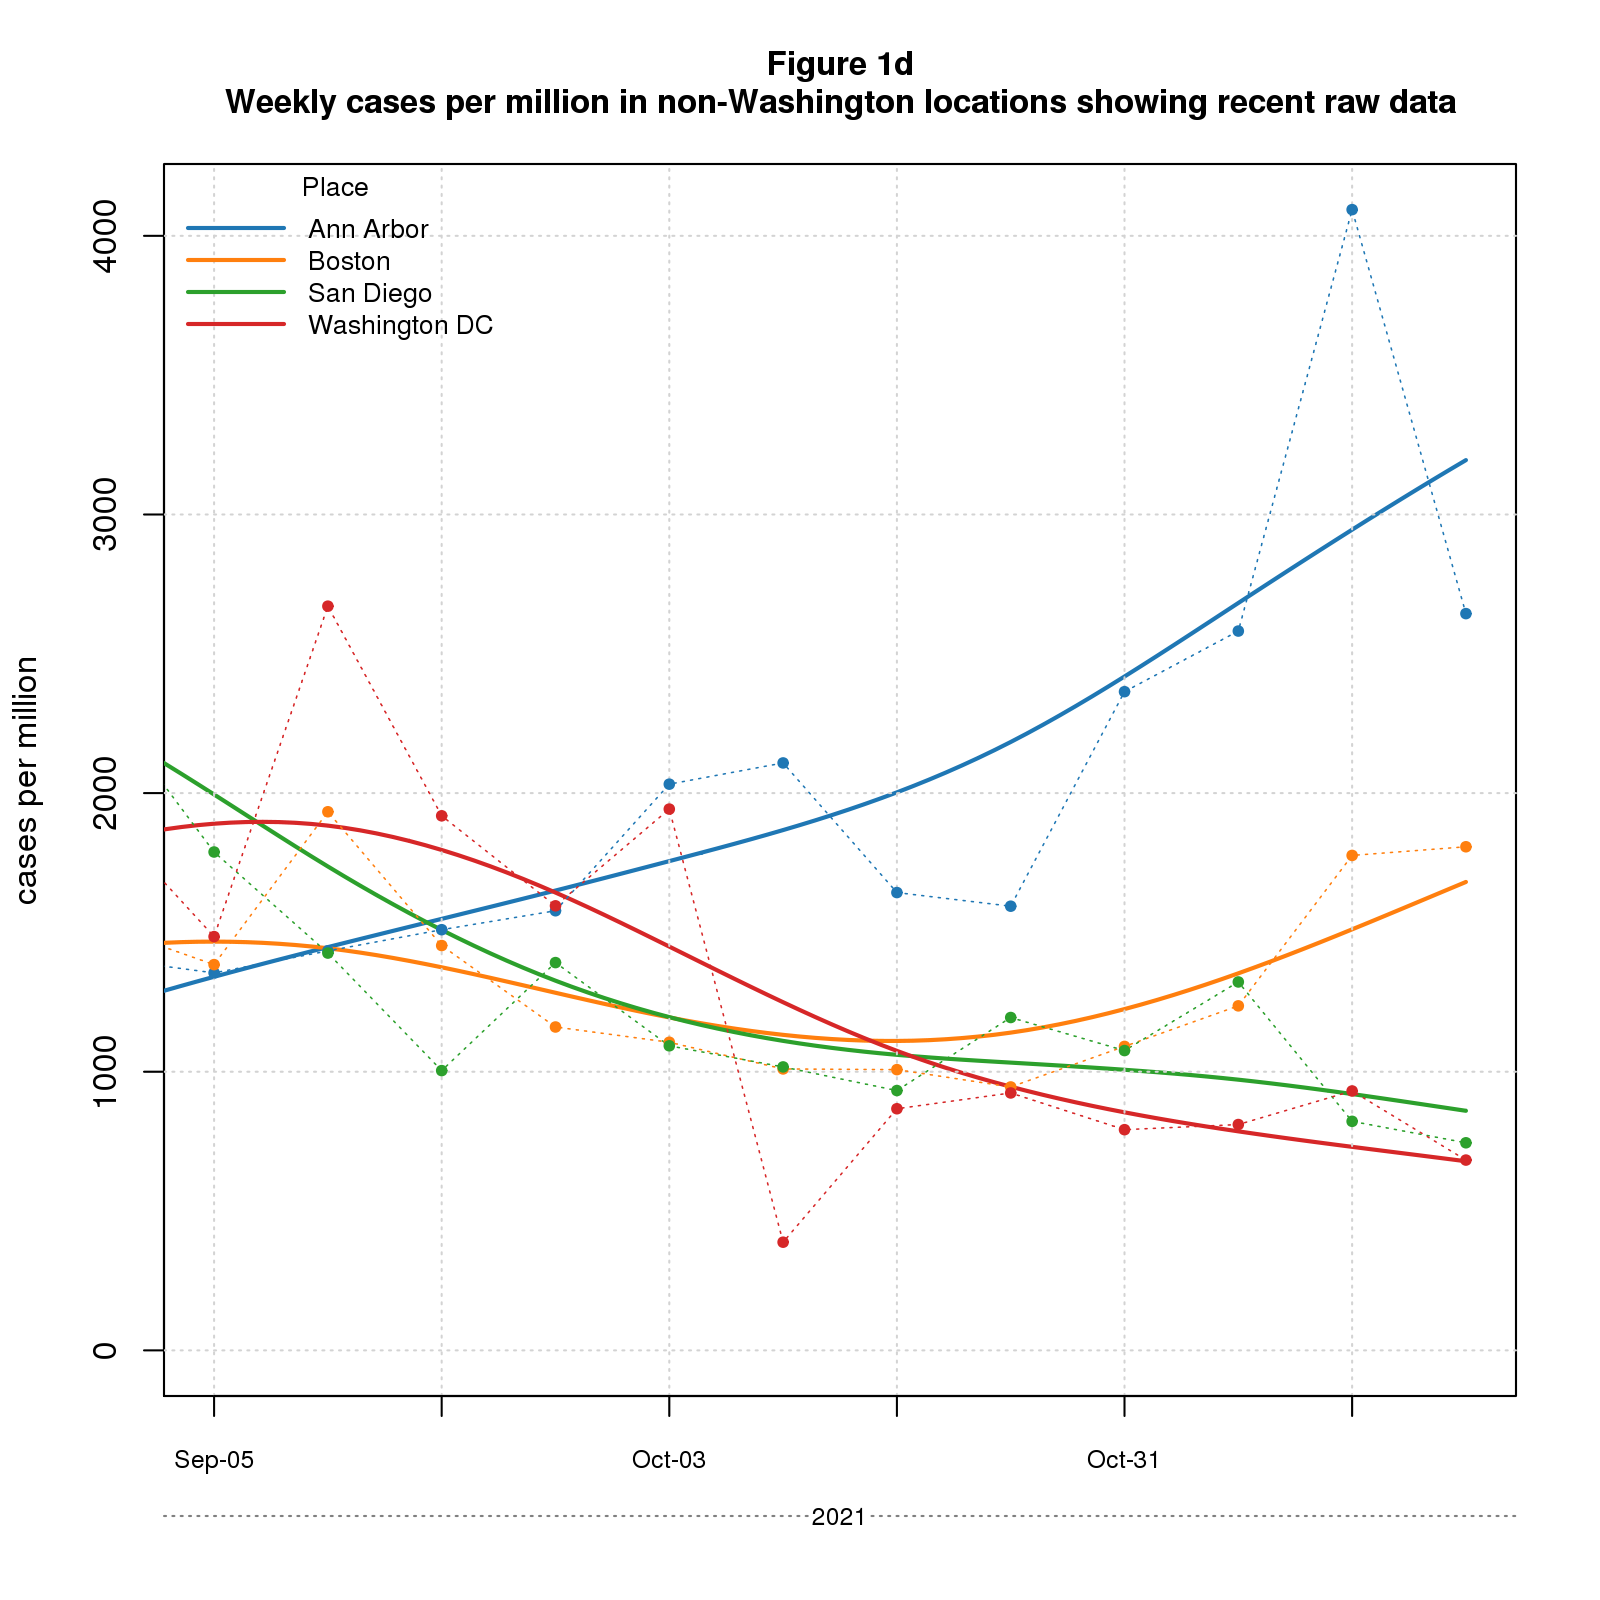 Figure 1d
Weekly cases per million in non-Washington locations showing recent raw data
Place
Ann Arbor
Boston
San Diego
Washington DC
cases per million
4000
3000
2000
1000
0
Sep-05
Oct-03
Oct-31
2021